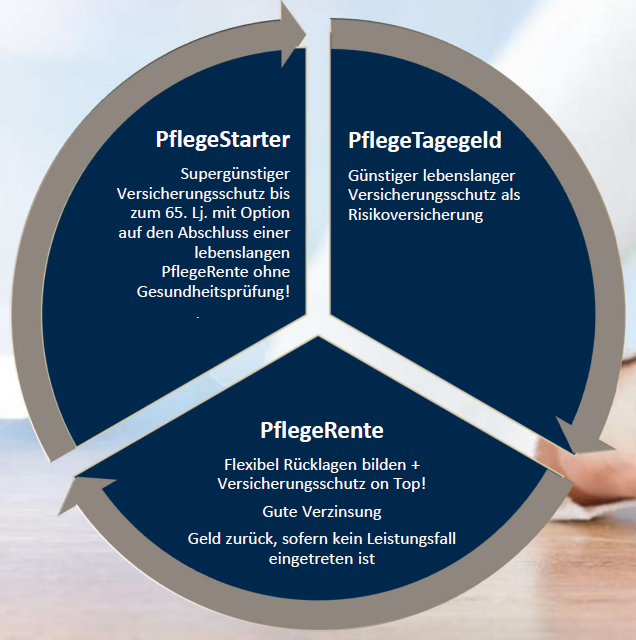 PflegeStarter
Supergünstiger
Versicherungsschutz bis
zum 65. Lj. mit Option
auf den Abschluss einer
lebenslangen
PflegeRente ohne
Gesundheitsprüfung!
.
PflegeTagegeld
Günstiger lebenslanger
Versicherungsschutz als
Risikoversicherung
PflegeRente
Flexibel Rücklagen bilden +
Versicherungsschutz on Top!
Gute Verzinsung
Geld zurück, sofern kein Leistungsfall
eingetreten ist